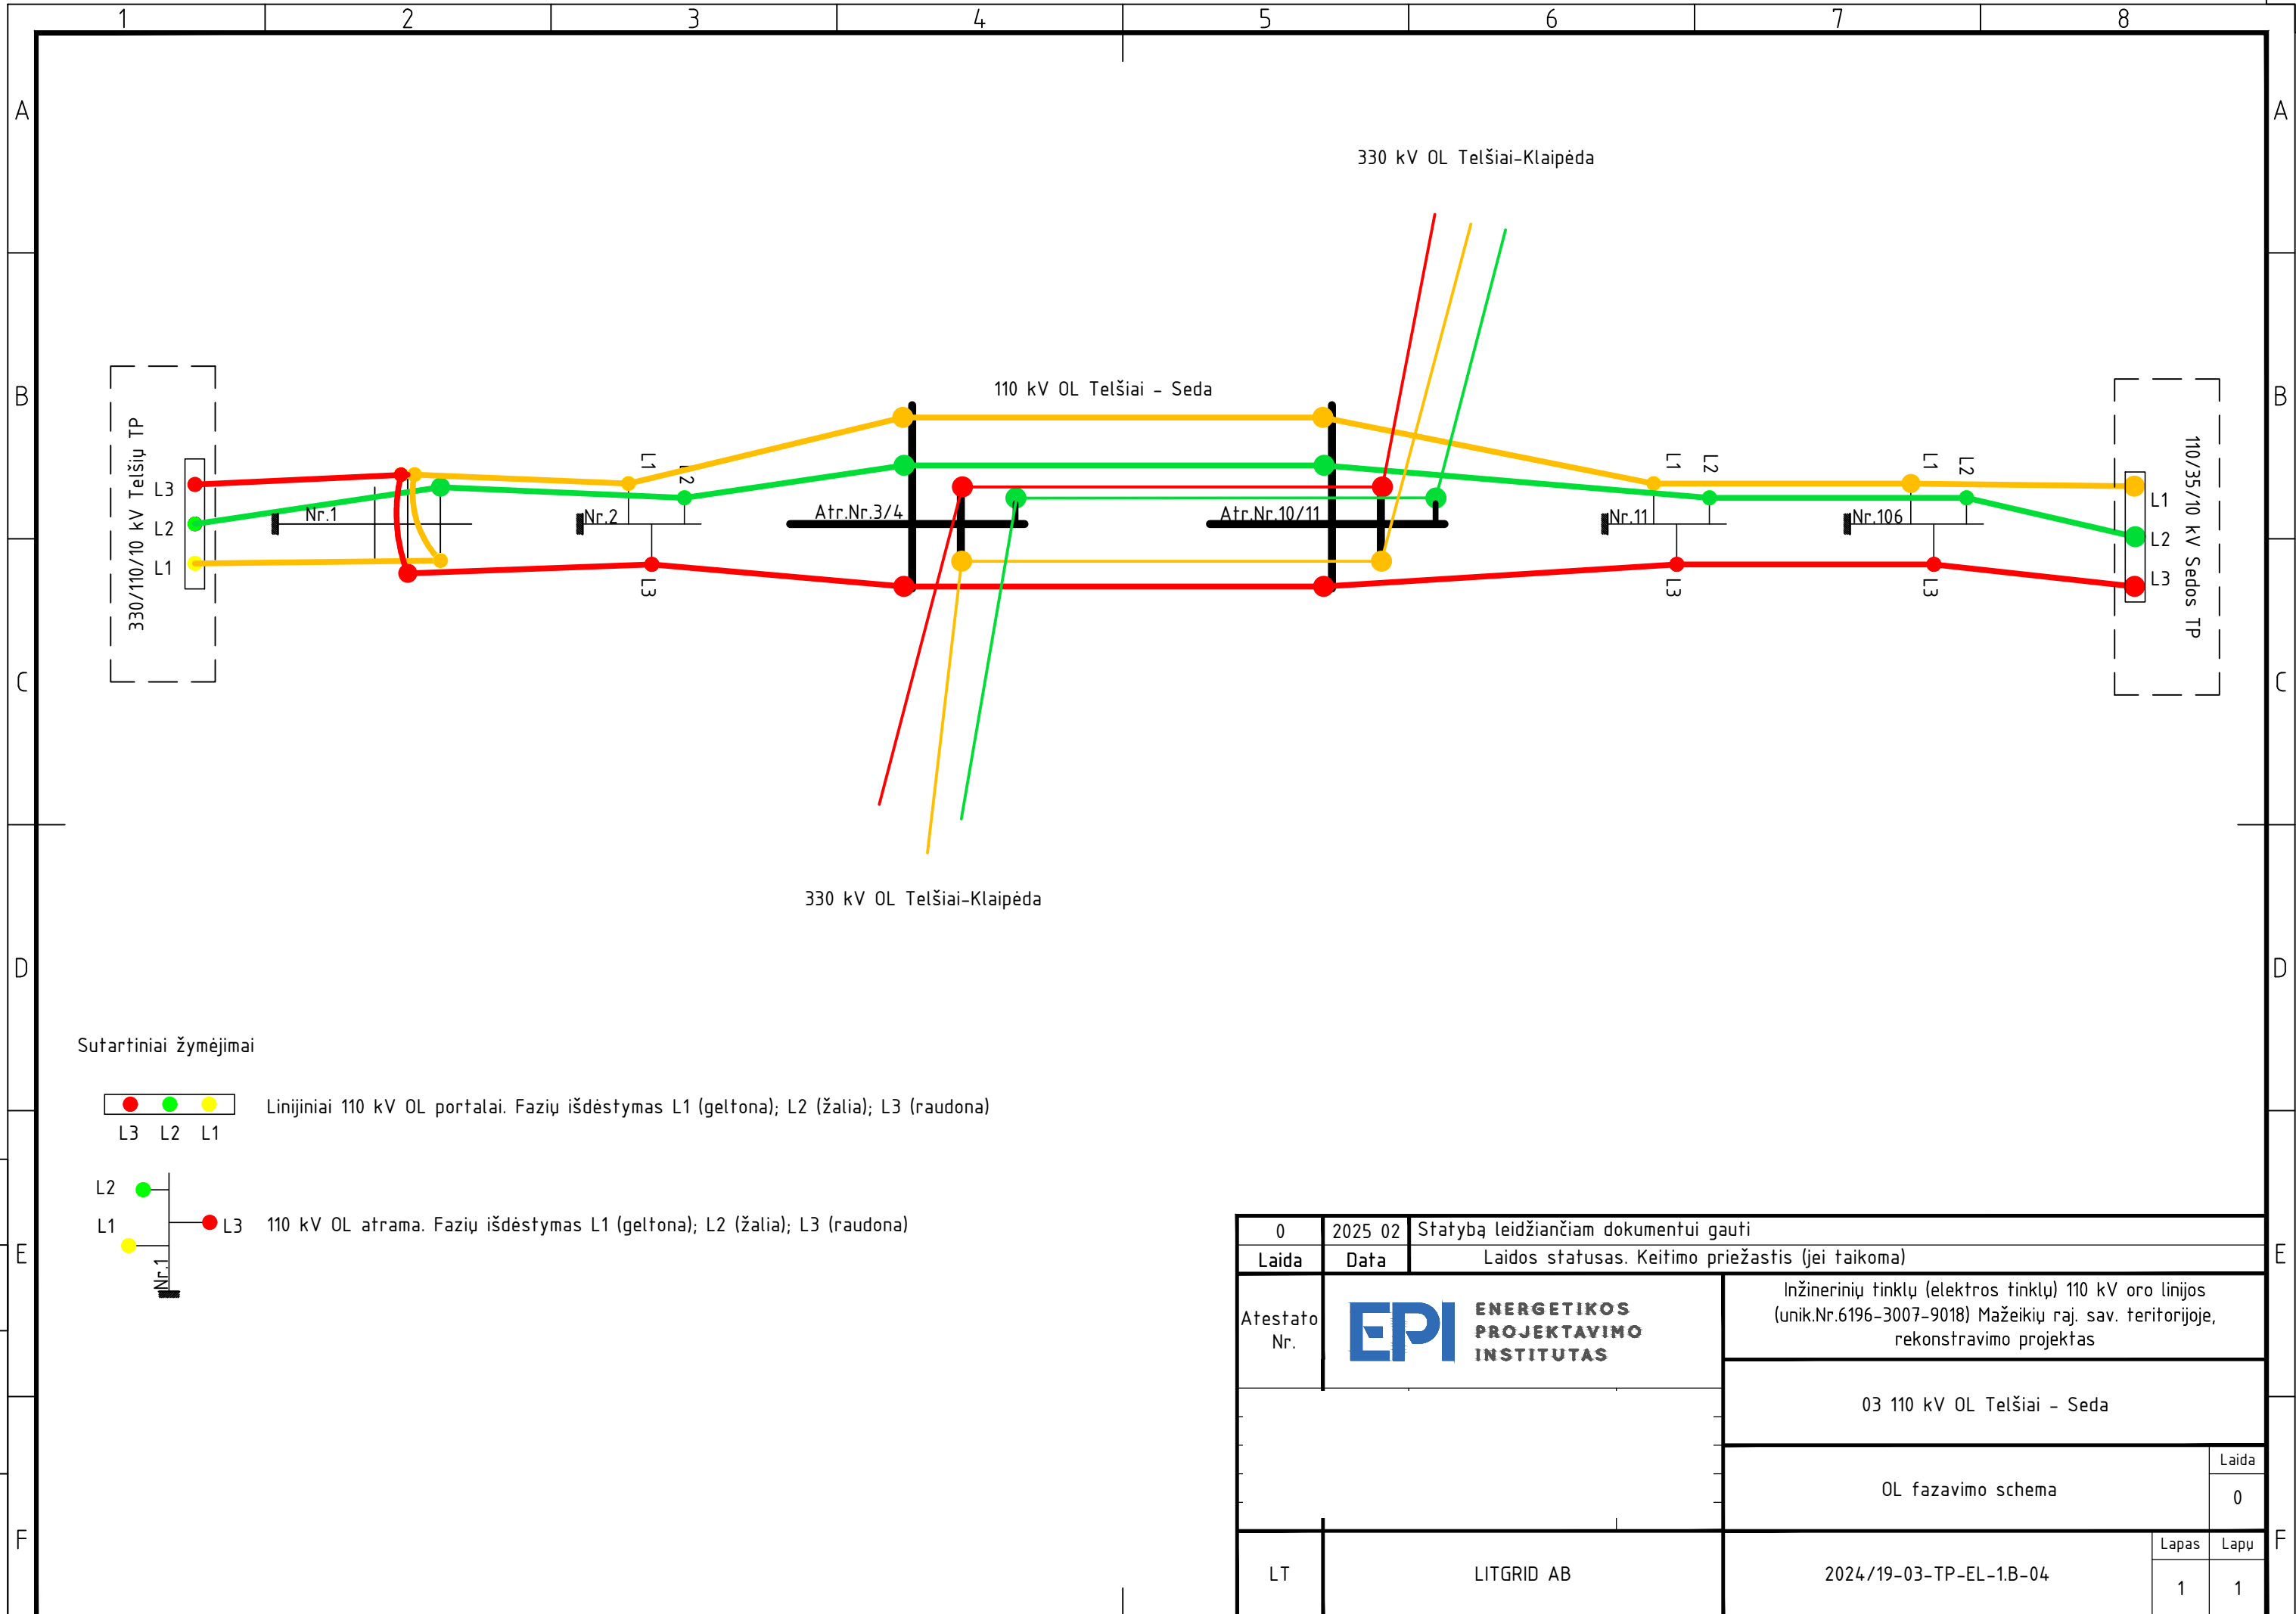 1 2 3 4 5 6 7 8
A A
B B
C C
D D
E E
F F
330 kV OL Telšiai-Klaipėda
110 kV OL Telšiai - Seda
330/110/10 kV Telšių TP
L3
L2
L1
Nr.1
L1
Nr.2
L3
Atr.Nr.3/4
Atr.Nr.10/11
L1
L2
Nr.11
L3
L1
L2
Nr.106
L3
L1
L2
L3
110/35/10 kV Sedos TP
330 kV OL Telšiai-Klaipėda
Sutartiniai žymėjimai
Linijiniai 110 kV OL portalai. Fazių išdėstymas L1 (geltona); L2 (žalia); L3 (raudona)
L3 L2 L1
L2
L1
L3
Nr.1
110 kV OL atrama. Fazių išdėstymas L1 (geltona); L2 (žalia); L3 (raudona)
0 2025 02 Statybą leidžiančiam dokumentui gauti
Laida Data Laidos statusas. Keitimo priežastis (jei taikoma)
Atestato
Nr.
EPI
ENERGETIKOS
PROJEKTAVIMO
INSTITUTAS
Inžinerinių tinklų (elektros tinklų) 110 kV oro linijos
(unik.Nr.6196-3007-9018) Mažeikių raj. sav. teritorijoje,
rekonstravimo projektas
03 110 kV OL Telšiai - Seda
OL fazavimo schema
Laida
0
LT
LITGRID AB
2024/19-03-TP-EL-1.B-04
Lapas Lapų
1 1